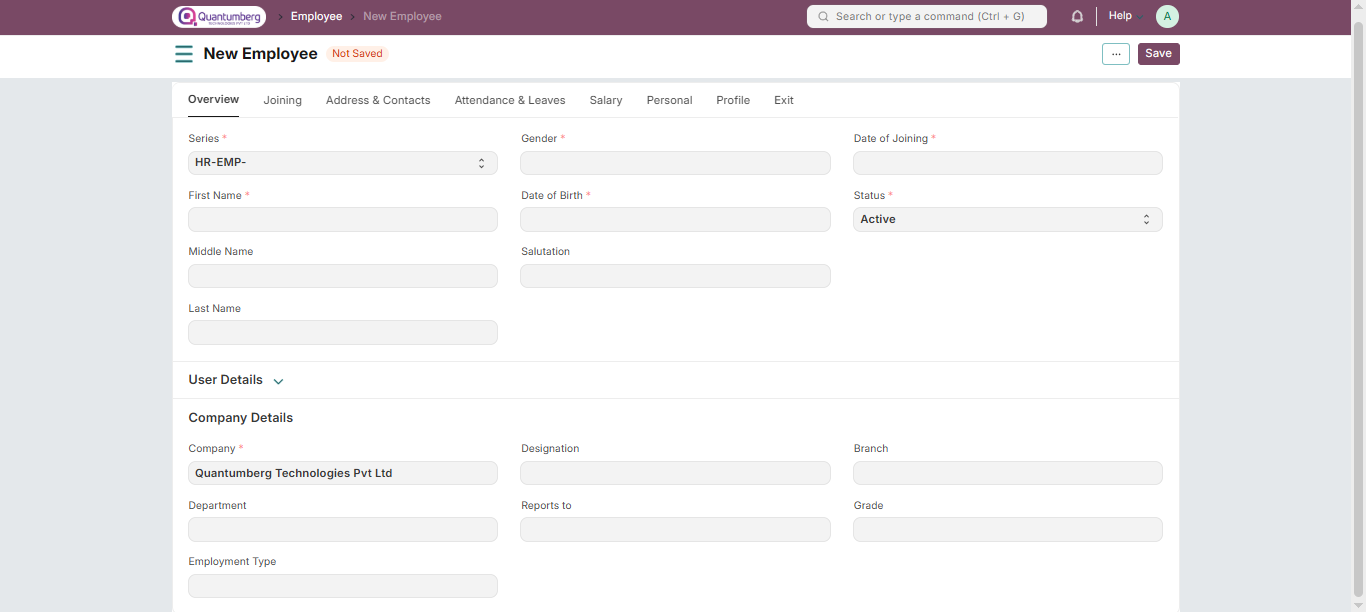 Quantumberg
TECHNOLOGIES PVT LTD
Employee
New Employee
Search or type a command (Ctrl + G)
Help
A
New Employee
Not Saved
...
Save
Overview
Joining
Address & Contacts
Attendance & Leaves
Salary
Personal
Profile
Exit
Series *
Gender *
Date of Joining *
HR-EMP-
First Name *
Date of Birth *
Status *
Active
Middle Name
Salutation
Last Name
User Details
Company Details
Company *
Designation
Branch
Quantumberg Technologies Pvt Ltd
Department
Reports to
Grade
Employment Type